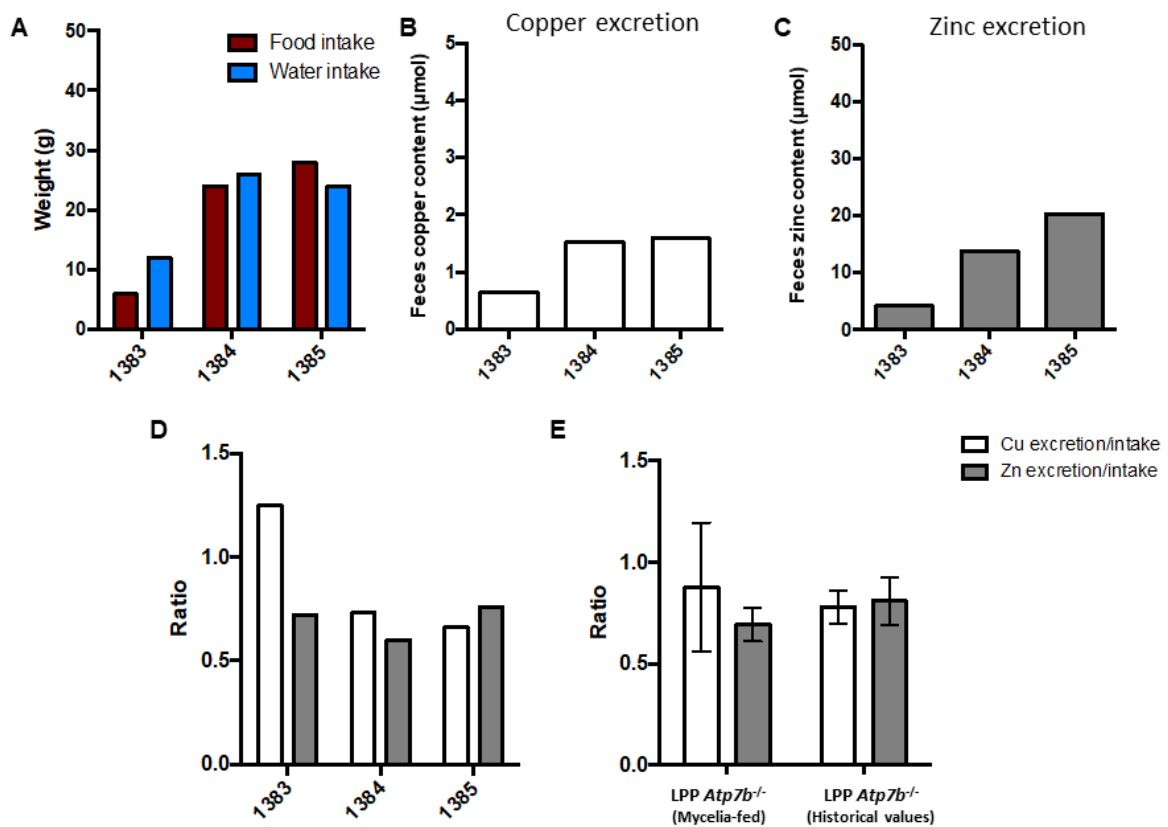 A
50
40
30
20
10
0
Weight (g)
Food intake
Water intake
1383
1384
1385
B
Copper excretion
5
4
3
2
1
0
Feces copper content (µmol)
1383
1384
1385
C
Zinc excretion
50
40
30
20
10
0
Feces zinc content (µmol)
1383
1384
1385
D
1.5
1.0
0.5
0.0
Ratio
1383
1384
1385
E
1.5
1.0
0.5
0.0
Ratio
LPP Atp7b-/-
(Mycelia-fed)
LPP Atp7b-/-
(Historical values)
Cu excretion/intake
Zn excretion/intake